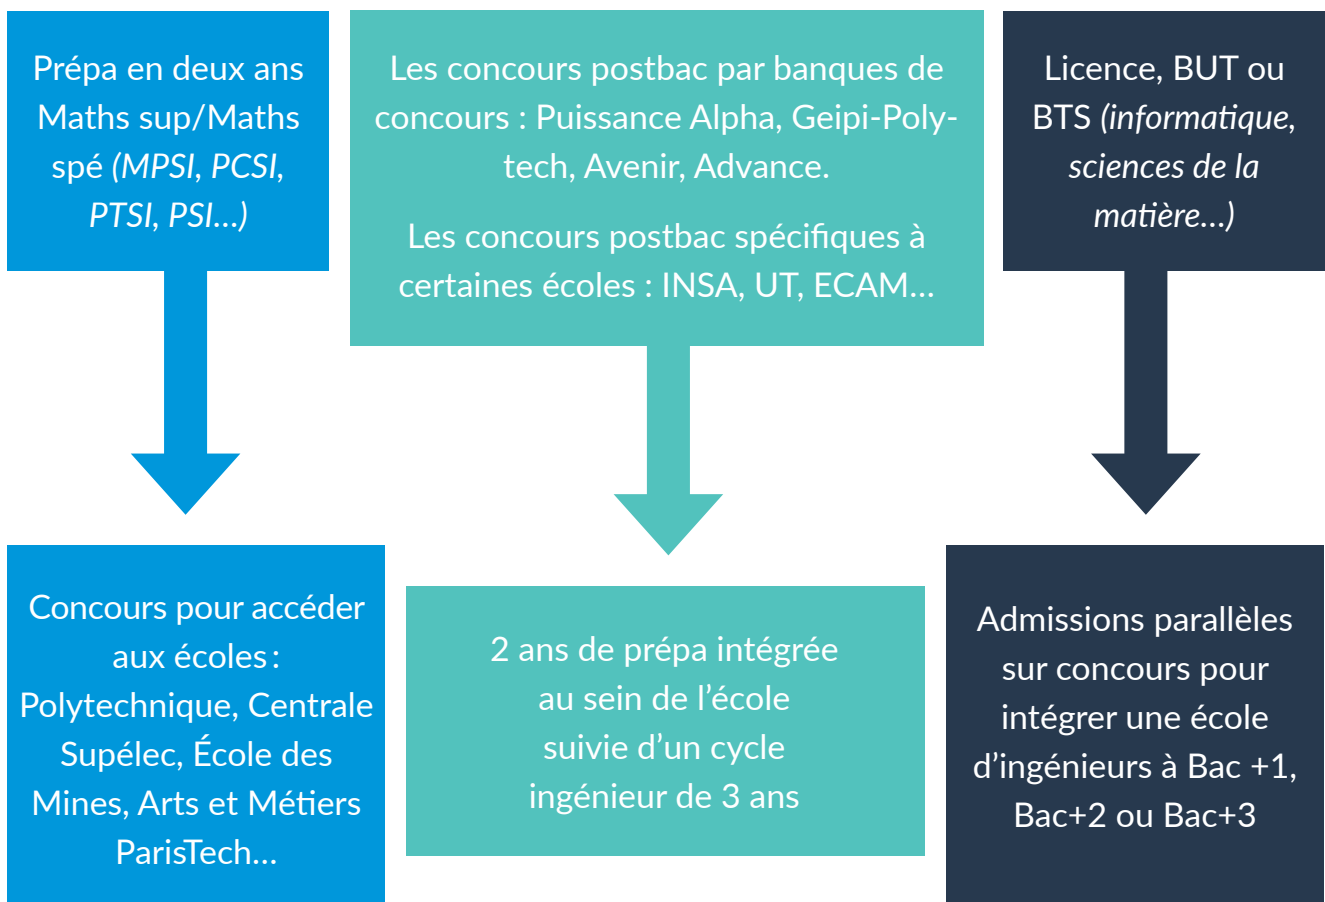 Prépa en deux ans
Maths sup/Maths
spé (MPSI, PCSI,
PTSI, PSI...)
Les concours postbac par banques de
concours : Puissance Alpha, Geipi-Poly-
tech, Avenir, Advance.
Les concours postbac spécifiques à
certaines écoles : INSA, UT, ECAM...
Licence, BUT ou
BTS (informatique,
sciences de la
matière...)
Concours pour accéder
aux écoles :
Polytechnique, Centrale
Supélec, École des
Mines, Arts et Métiers
ParisTech...
2 ans de prépa intégrée
au sein de l’école
suivie d’un cycle
ingénieur de 3 ans
Admissions parallèles
sur concours pour
intégrer une école
d’ingénieurs à Bac +1,
Bac+2 ou Bac+3